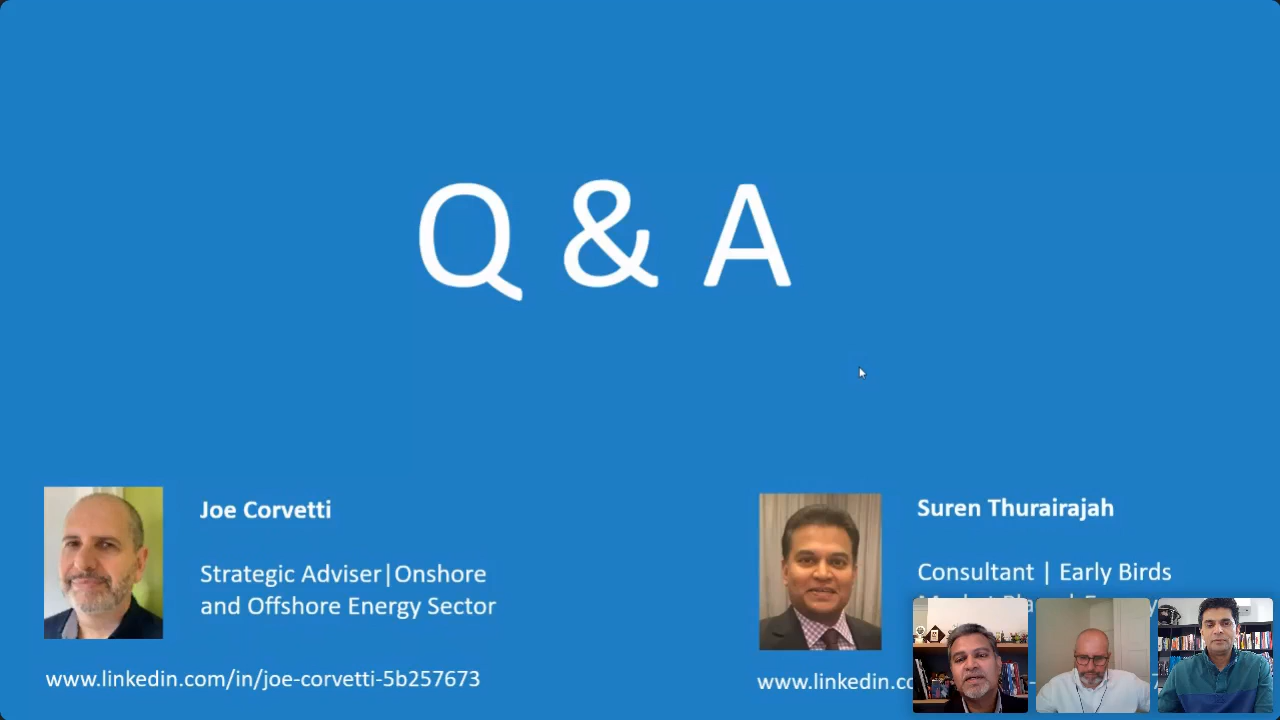 Q & A
Joe Corvetti
Strategic Adviser|Onshore
and Offshore Energy Sector
www.linkedin.com/in/joe-corvetti-5b257673
Suren Thurairajah
Consultant | Early Birds
www.linkedin.co